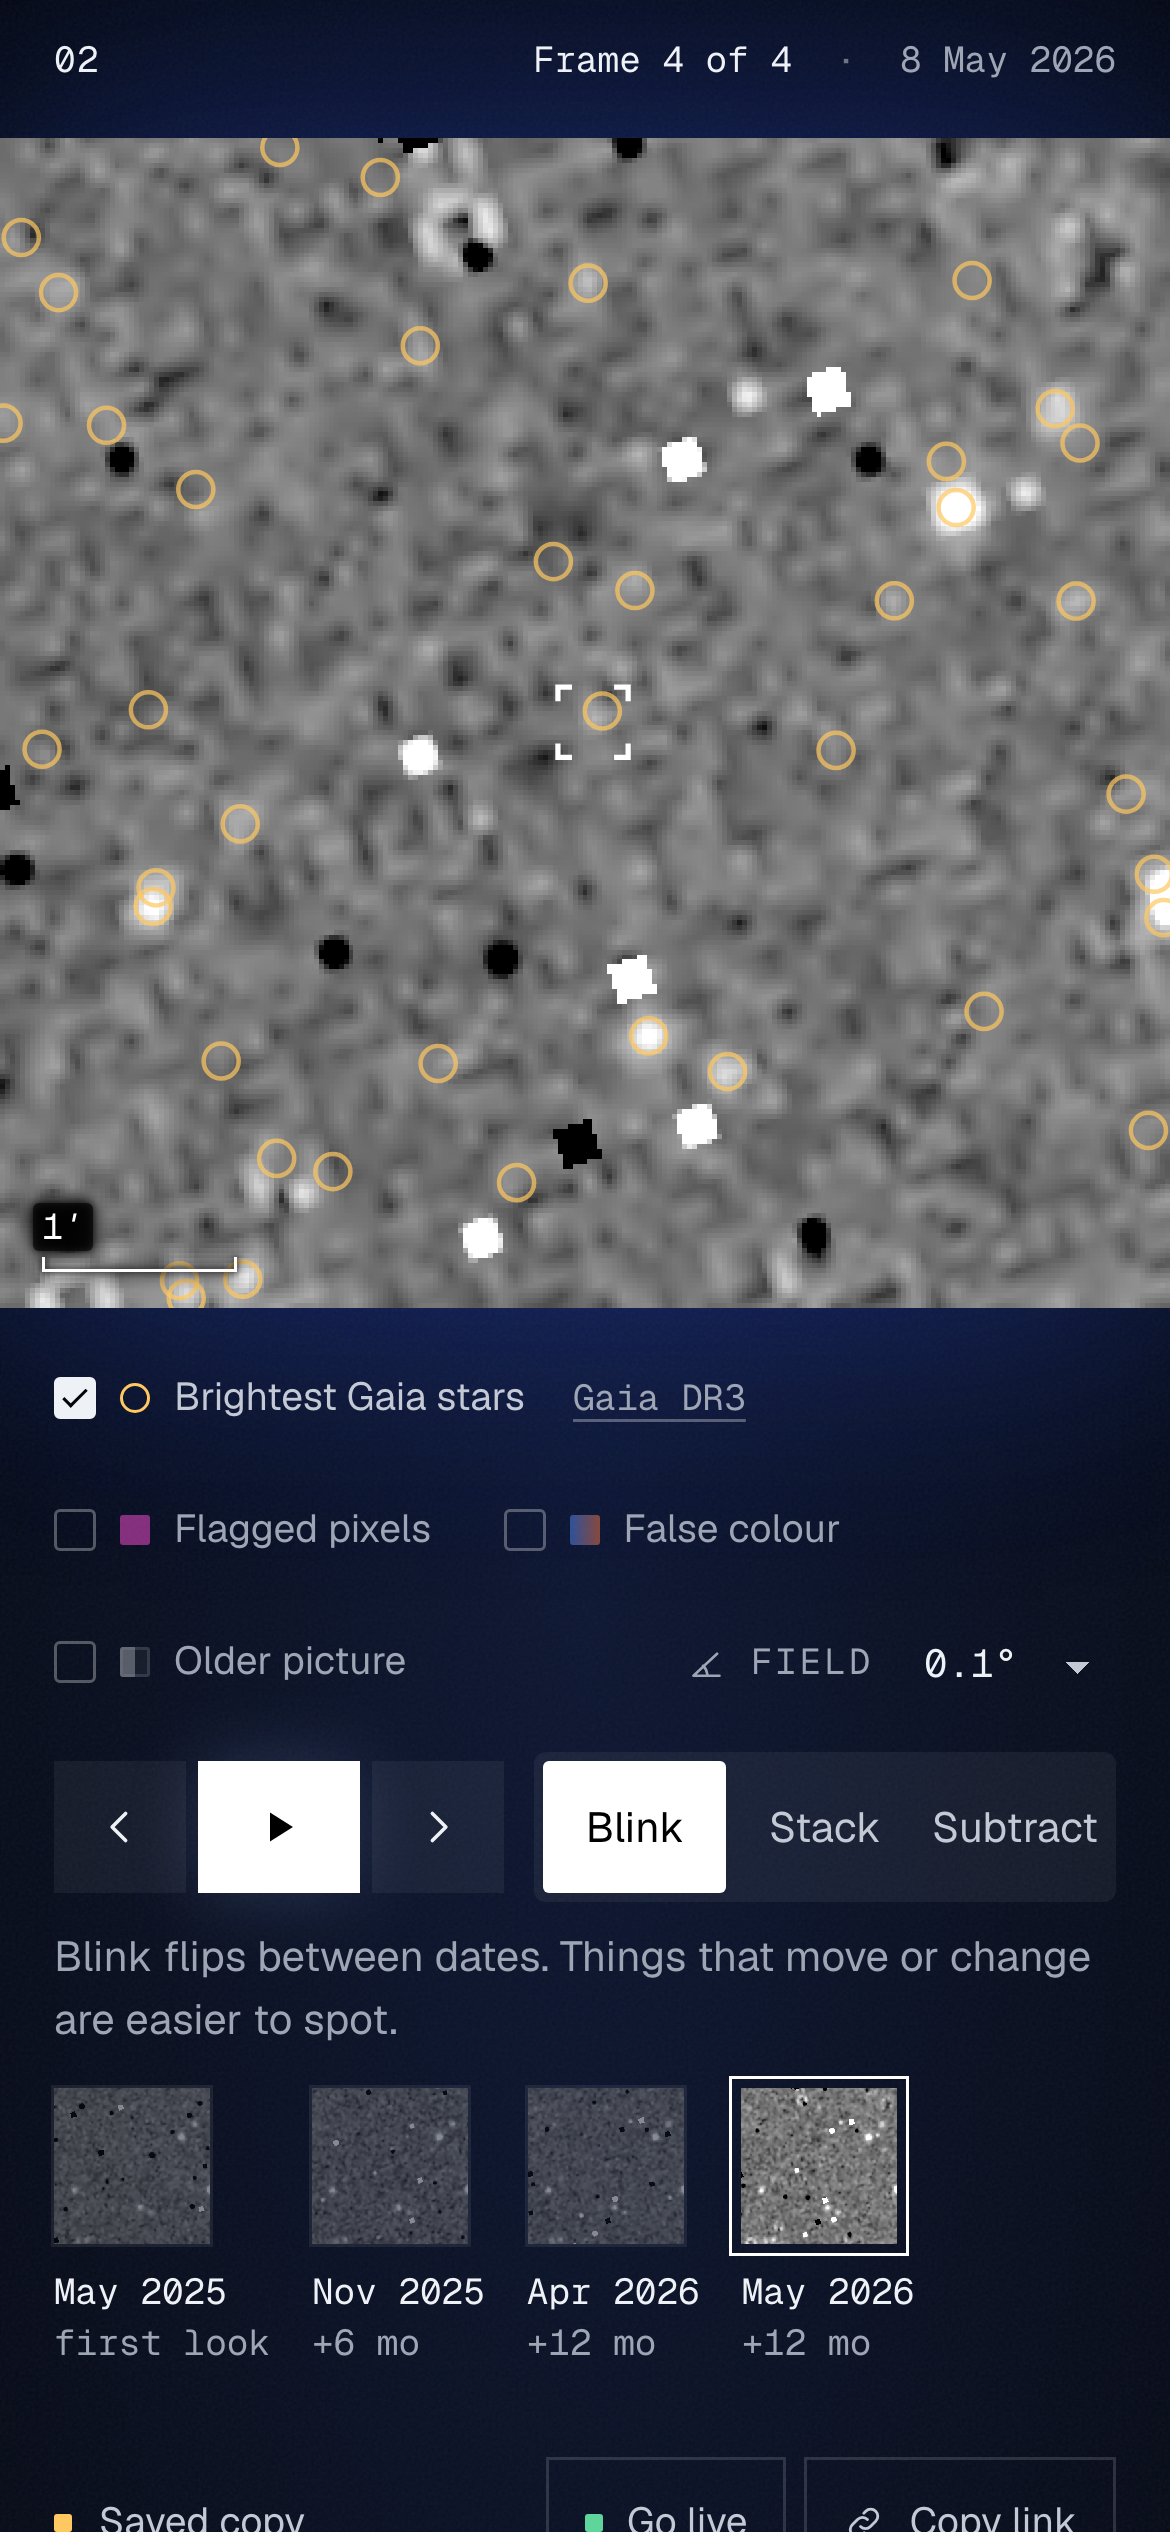 02
Frame 4 of 4 · 8 May 2026
1′
Brightest Gaia stars Gaia DR3
Flagged pixels False colour
Older picture FIELD 0.1°
Blink Stack Subtract
Blink flips between dates. Things that move or change
are easier to spot.
May 2025 Nov 2025 Apr 2026 May 2026
first look +6 mo +12 mo +12 mo
Saved copy Go live Copy link